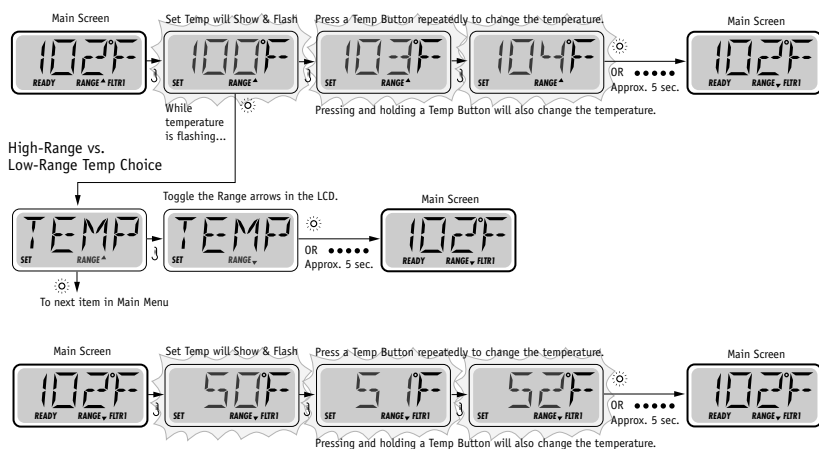 Main Screen
Set Temp will Show & Flash
Press a Temp Button repeatedly to change the temperature.
Main Screen
102°F
READY RANGE FLTR1
100°F
SET RANGE
103°F
SET RANGE
104°F
SET RANGE
OR •••••
Approx. 5 sec.
102°F
READY RANGE FLTR1
While
temperature
is flashing...
Pressing and holding a Temp Button will also change the temperature.
High-Range vs.
Low-Range Temp Choice
Toggle the Range arrows in the LCD.
Main Screen
TEMP
SET RANGE
TEMP
SET RANGE
OR •••••
Approx. 5 sec.
102°F
READY RANGE FLTR1
To next item in Main Menu
Main Screen
Set Temp will Show & Flash
Press a Temp Button repeatedly to change the temperature.
Main Screen
102°F
READY RANGE FLTR1
50°F
SET RANGE FLTR1
51°F
SET RANGE FLTR1
52°F
SET RANGE FLTR1
OR •••••
Approx. 5 sec.
102°F
READY RANGE FLTR1
Pressing and holding a Temp Button will also change the temperature.